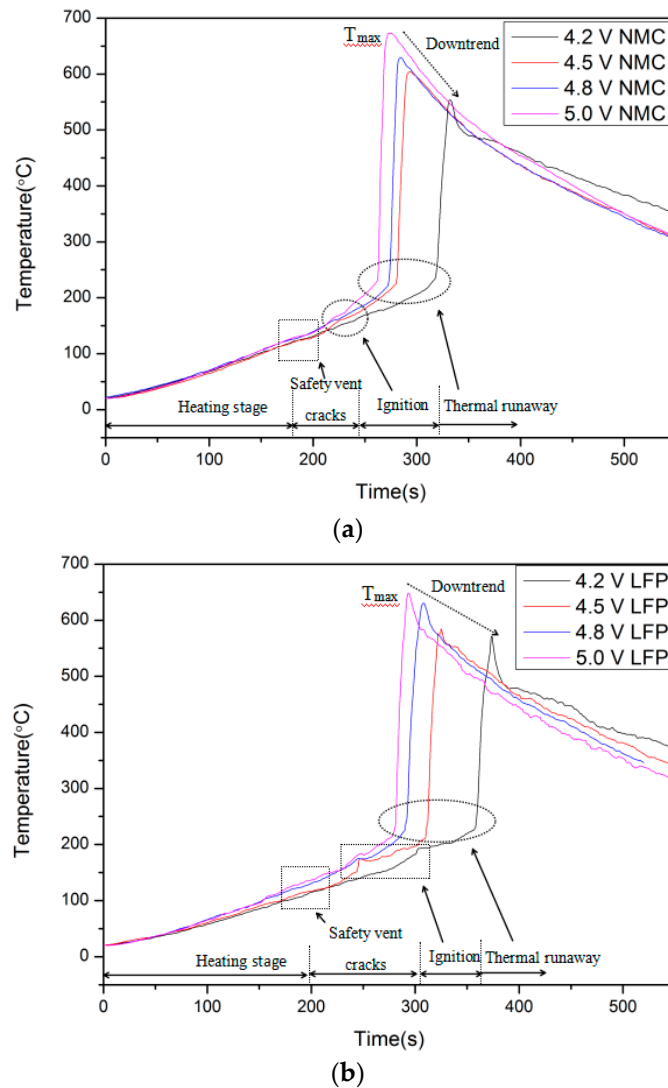 700
600
500
400
300
200
100
0
Temperature(°C)
Tmax
Downtrend
4.2 V NMC
4.5 V NMC
4.8 V NMC
5.0 V NMC
Safety vent
Heating stage
cracks
Ignition
Thermal runaway
0 100 200 300 400 500
Time(s)
(a)
700
600
500
400
300
200
100
0
Temperature(°C)
Tmax
Downtrend
4.2 V LFP
4.5 V LFP
4.8 V LFP
5.0 V LFP
Safety vent
Heating stage
cracks
Ignition
Thermal runaway
0 100 200 300 400 500
Time(s)
(b)